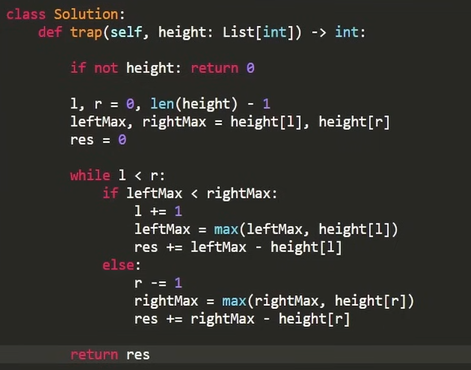 class Solution:
    def trap(self, height: List[int]) -> int:

        if not height: return 0

        l, r = 0, len(height) - 1
        leftMax, rightMax = height[l], height[r]
        res = 0

        while l < r:
            if leftMax < rightMax:
                l += 1
                leftMax = max(leftMax, height[l])
                res += leftMax - height[l]
            else:
                r -= 1
                rightMax = max(rightMax, height[r])
                res += rightMax - height[r]

        return res